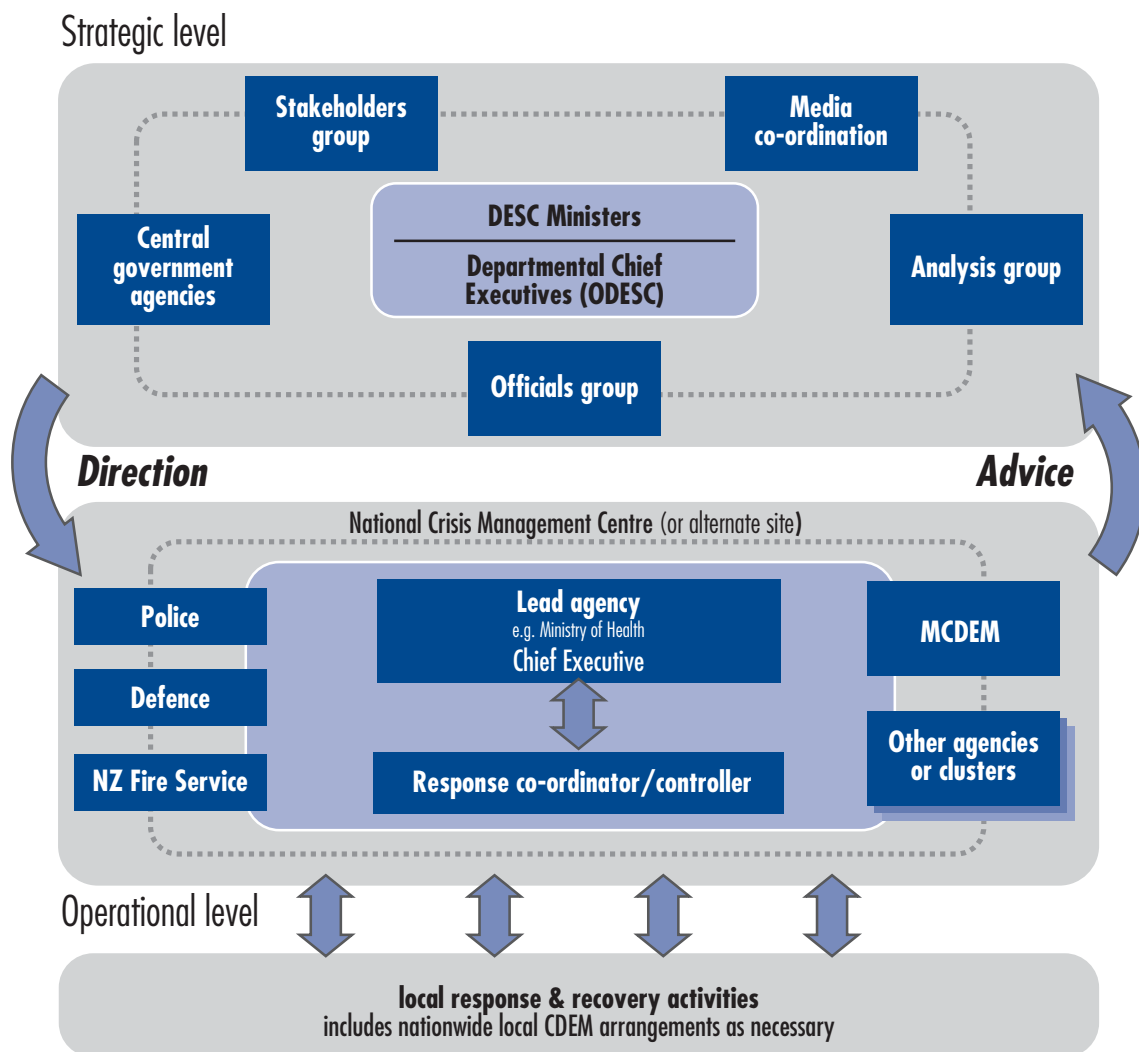 Strategic level
Stakeholders
group
Media
co-ordination
DESC Ministers
Departmental Chief
Executives (ODESC)
Central
government
agencies
Analysis group
Officials group
Direction
Advice
National Crisis Management Centre (or alternate site)
Police
Defence
NZ Fire Service
Lead agency
e.g. Ministry of Health
Chief Executive
Response co-ordinator/controller
MCDEM
Other agencies
or clusters
Operational level
local response & recovery activities
includes nationwide local CDEM arrangements as necessary